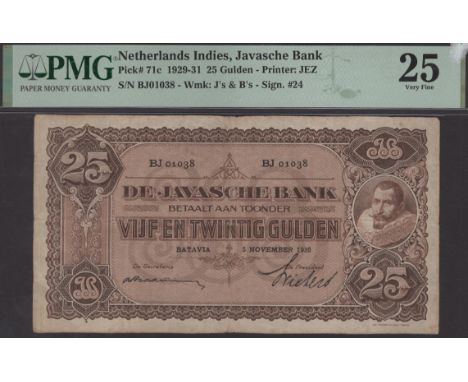 PMG
PAPER MONEY GUARANTY
Netherlands Indies, Javasche Bank
Pick# 71c 1929-31 25 Gulden - Printer: JEZ
S/N BJ01038 - Wmk: J's & B's - Sign. #24
25
Very Fine
25
BJ 01038 BJ 01038
DE JAVASCHE BANK
BETAALT AAN TOONDER
VIJF EN TWINTIG GULDEN
BATAVIA 5 NOVEMBER 1930
De Secretaris De President
25